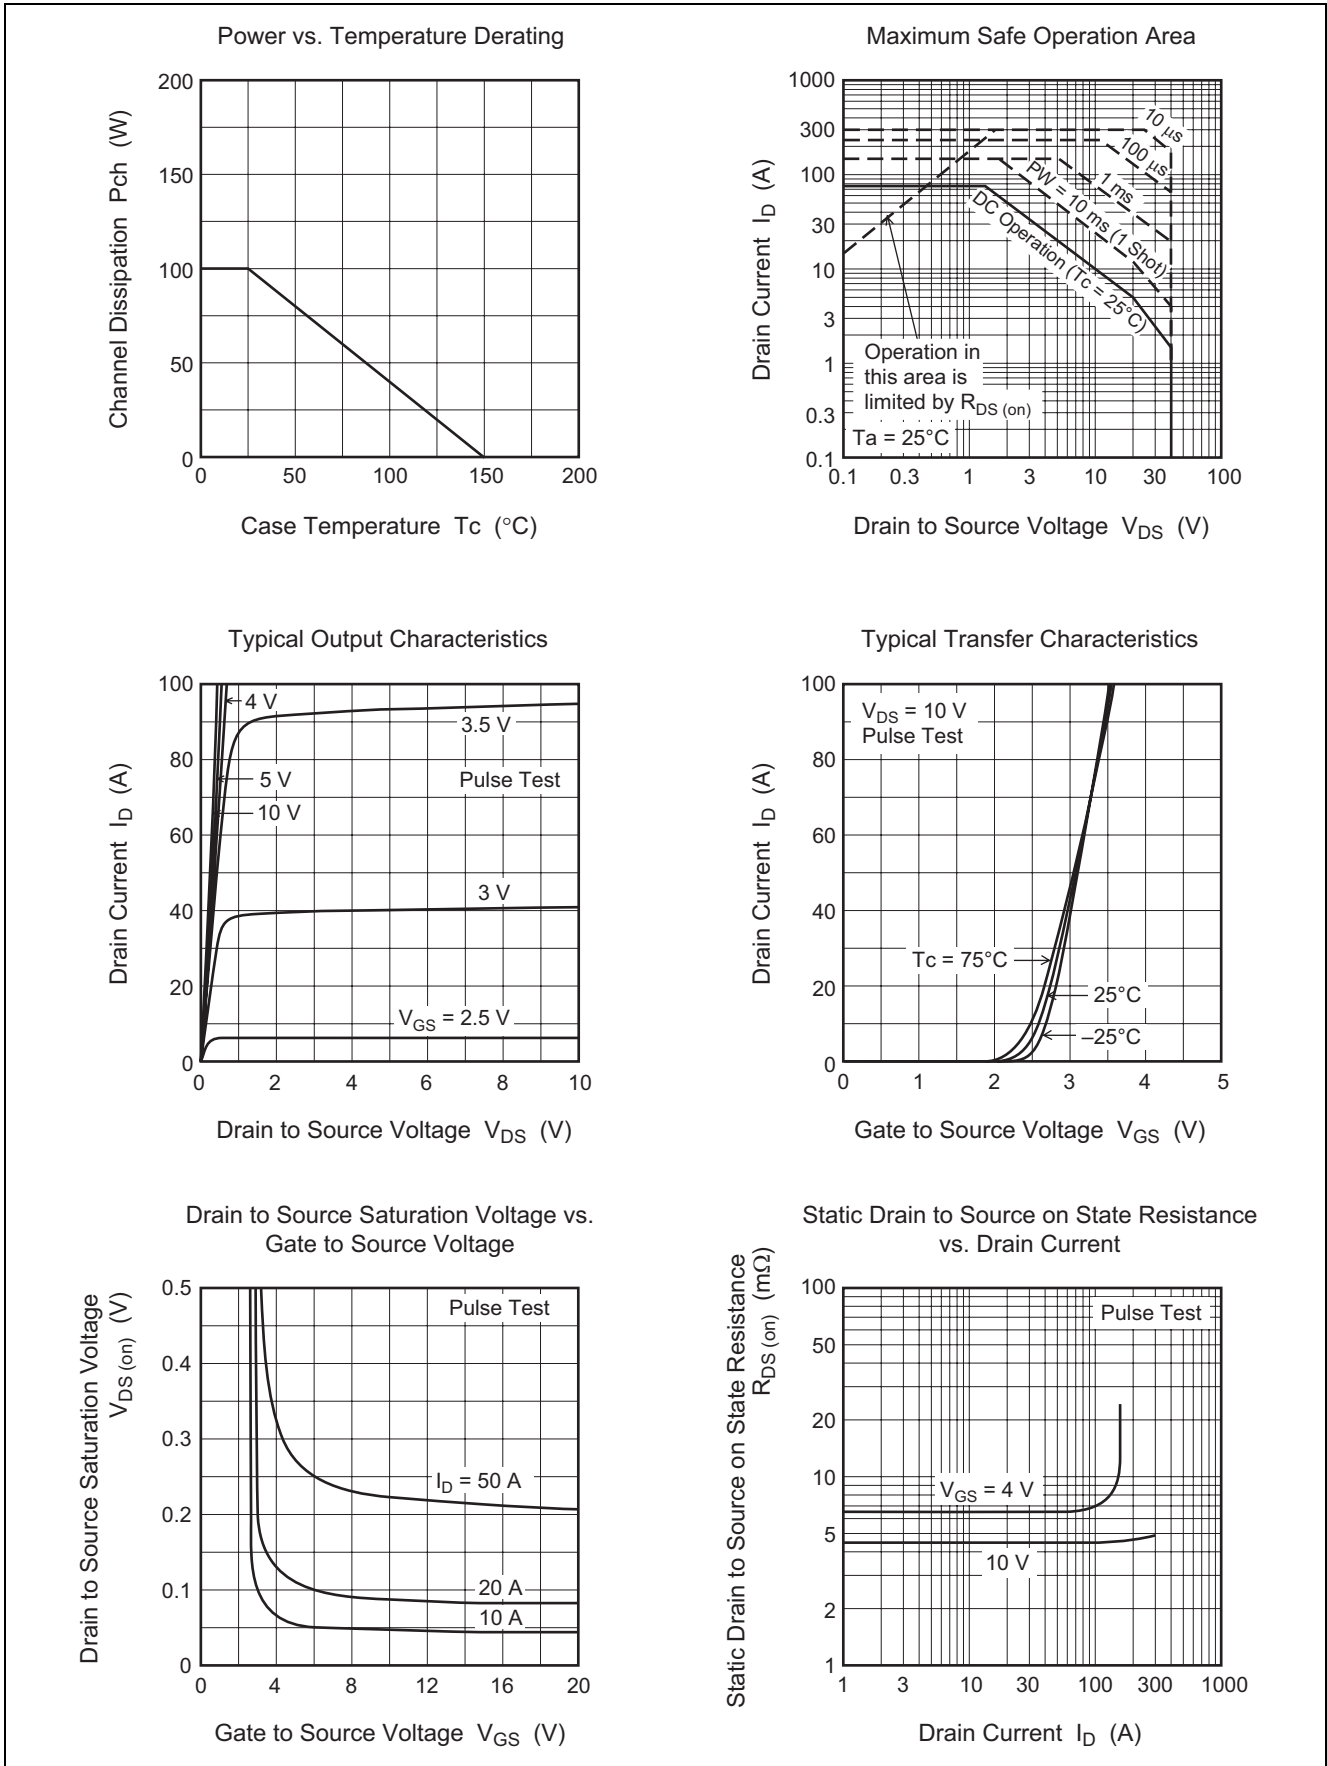 Power vs. Temperature Derating
200
150
100
50
0
0 50 100 150 200
Channel Dissipation Pch (W)
Case Temperature Tc (°C)
Maximum Safe Operation Area
1000
300
100
30
10
3
1
0.3
0.1
0.1 0.3 1 3 10 30 100
Drain Current ID (A)
10 μs
100 μs
1 ms
PW = 10 ms (1 Shot)
DC Operation (Tc = 25°C)
Operation in
this area is
limited by RDS (on)
Ta = 25°C
Drain to Source Voltage VDS (V)
Typical Output Characteristics
100
80
60
40
20
0
0 2 4 6 8 10
Drain Current ID (A)
4 V
3.5 V
5 V
Pulse Test
10 V
3 V
VGS = 2.5 V
Drain to Source Voltage VDS (V)
Typical Transfer Characteristics
100
80
60
40
20
0
0 1 2 3 4 5
Drain Current ID (A)
VDS = 10 V
Pulse Test
Tc = 75°C
25°C
–25°C
Gate to Source Voltage VGS (V)
Drain to Source Saturation Voltage vs.
Gate to Source Voltage
0.5
0.4
0.3
0.2
0.1
0
0 4 8 12 16 20
Drain to Source Saturation Voltage
VDS (on) (V)
Pulse Test
ID = 50 A
20 A
10 A
Gate to Source Voltage VGS (V)
Static Drain to Source on State Resistance
vs. Drain Current
100
50
20
10
5
2
1
1 3 10 30 100 300 1000
Static Drain to Source on State Resistance
RDS (on) (mΩ)
Pulse Test
VGS = 4 V
10 V
Drain Current ID (A)